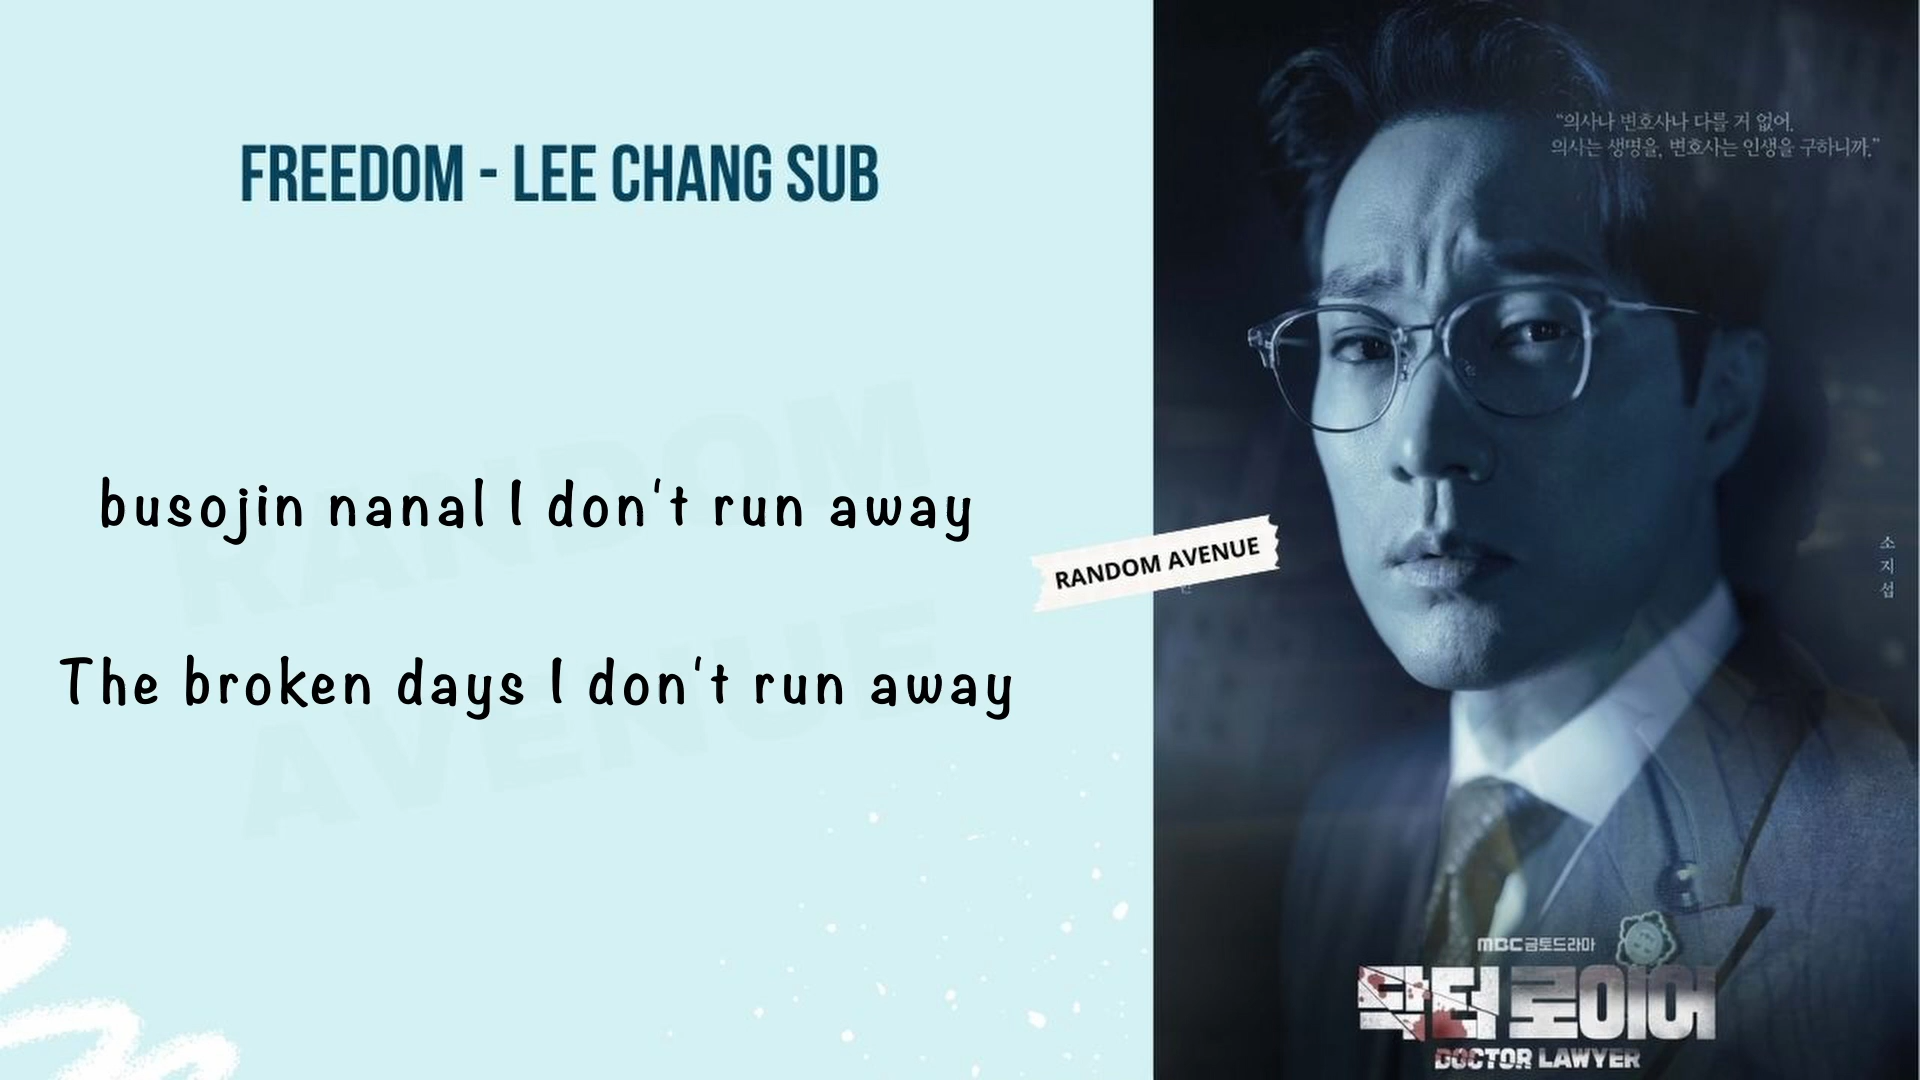 FREEDOM - LEE CHANG SUB
busojin nanal I don't run away
The broken days I don't run away
RANDOM AVENUE
RANDOM
AVENUE
"의사나 변호사나 다를 거 없어.
의사는 생명을, 변호사는 인생을 구하니까."
소지섭
MBC금토드라마
닥터로이어
DOCTOR LAWYER